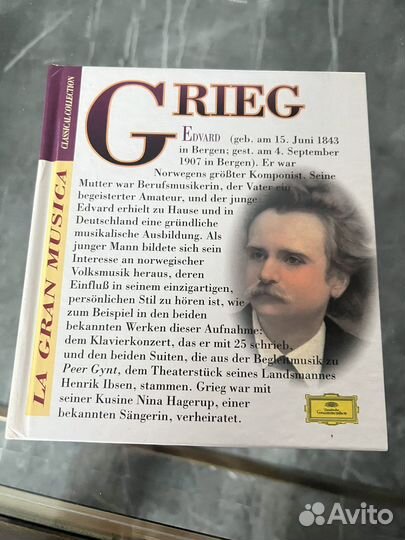 CLASSICAL COLLECTION
LA GRAN MUSICA
GRIEG
EDVARD (geb. am 15. Juni 1843
in Bergen; gest. am 4. September
1907 in Bergen). Er war
Norwegens größter Komponist. Seine
Mutter war Berufsmusikerin, der Vater ein
begeisterter Amateur, und der junge
Edvard erhielt zu Hause und in
Deutschland eine gründliche
musikalische Ausbildung. Als
junger Mann bildete sich sein
Interesse an norwegischer
Volksmusik heraus, deren
Einfluß in seinem einzigartigen,
persönlichen Stil zu hören ist, wie
zum Beispiel in den beiden
bekannten Werken dieser Aufnahme:
dem Klavierkonzert, das er mit 25 schrieb,
und den beiden Suiten, die aus der Begleitmusik zu
Peer Gynt, dem Theaterstück seines Landsmannes
Henrik Ibsen, stammen. Grieg war mit
seiner Kusine Nina Hagerup, einer
bekannten Sängerin, verheiratet.
Deutsche
Grammophon
Avito